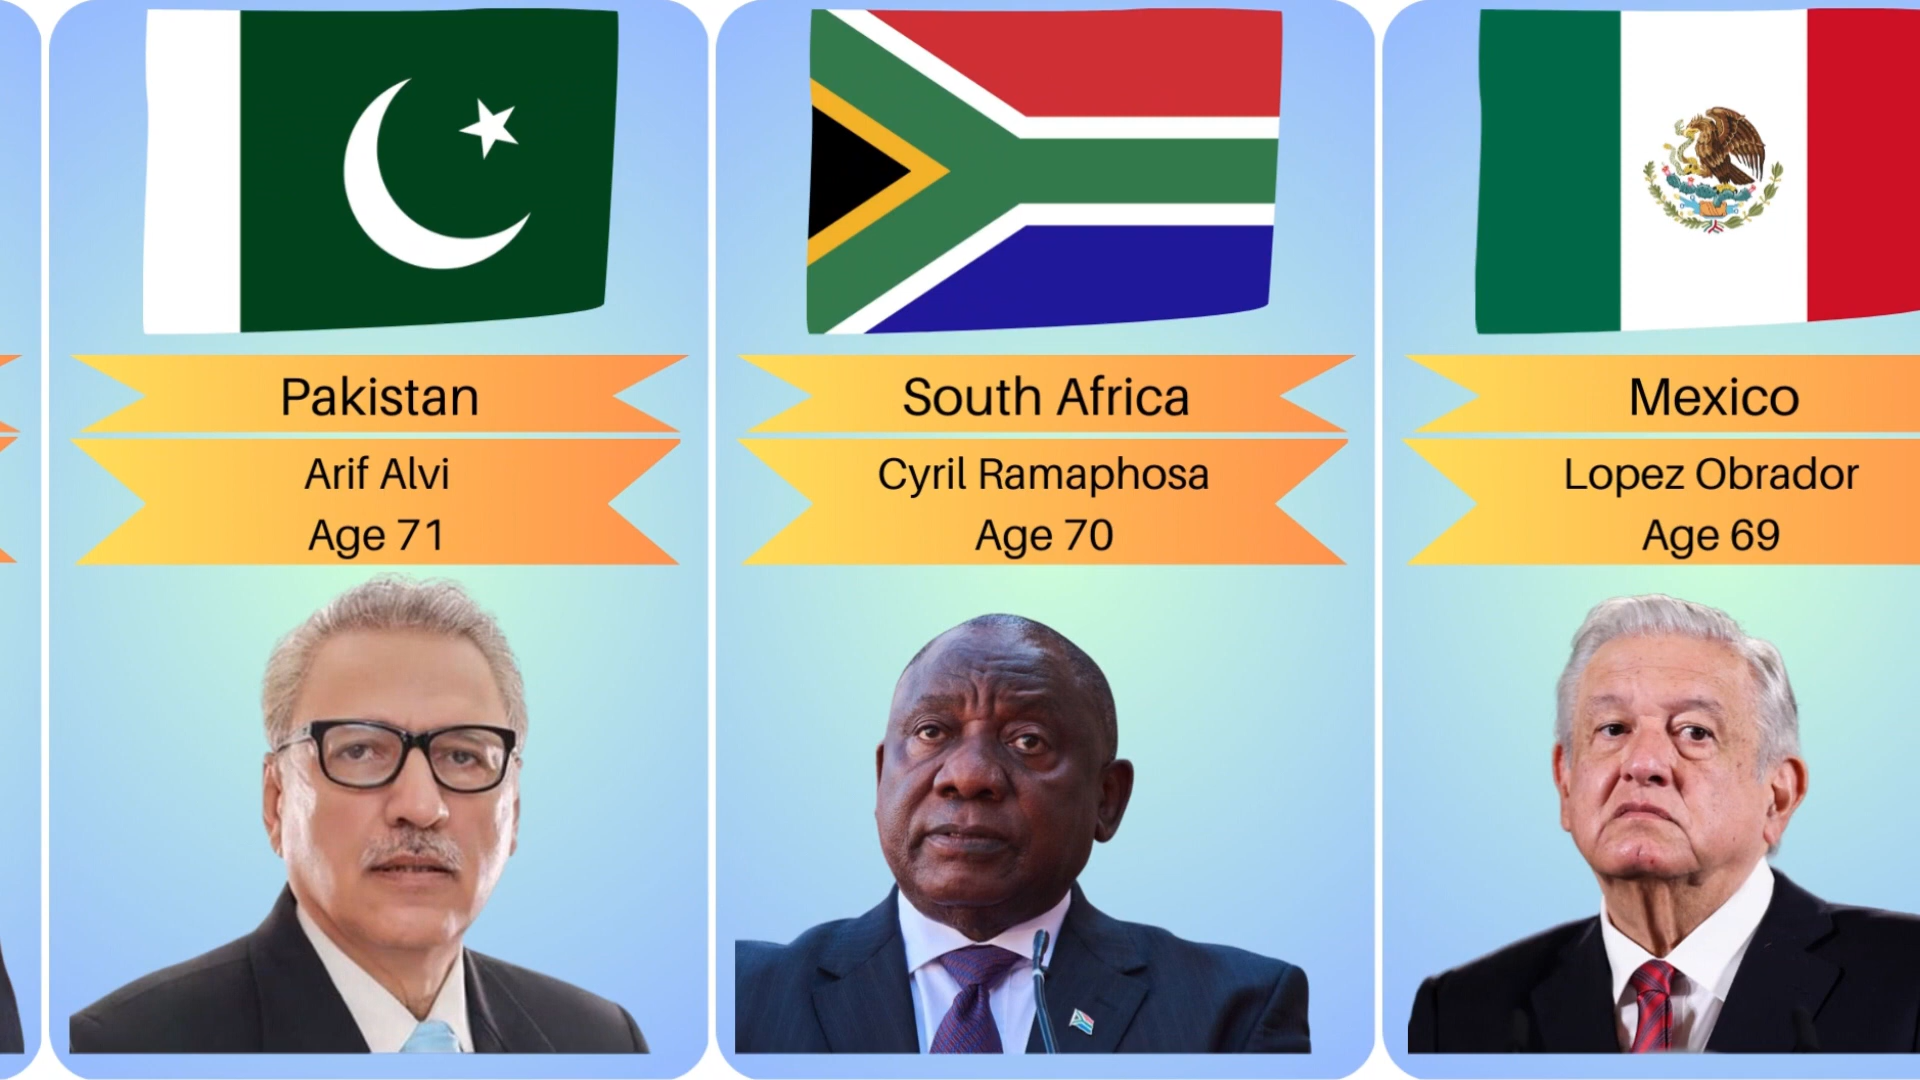 Pakistan
Arif Alvi
Age 71
South Africa
Cyril Ramaphosa
Age 70
Mexico
Lopez Obrador
Age 69